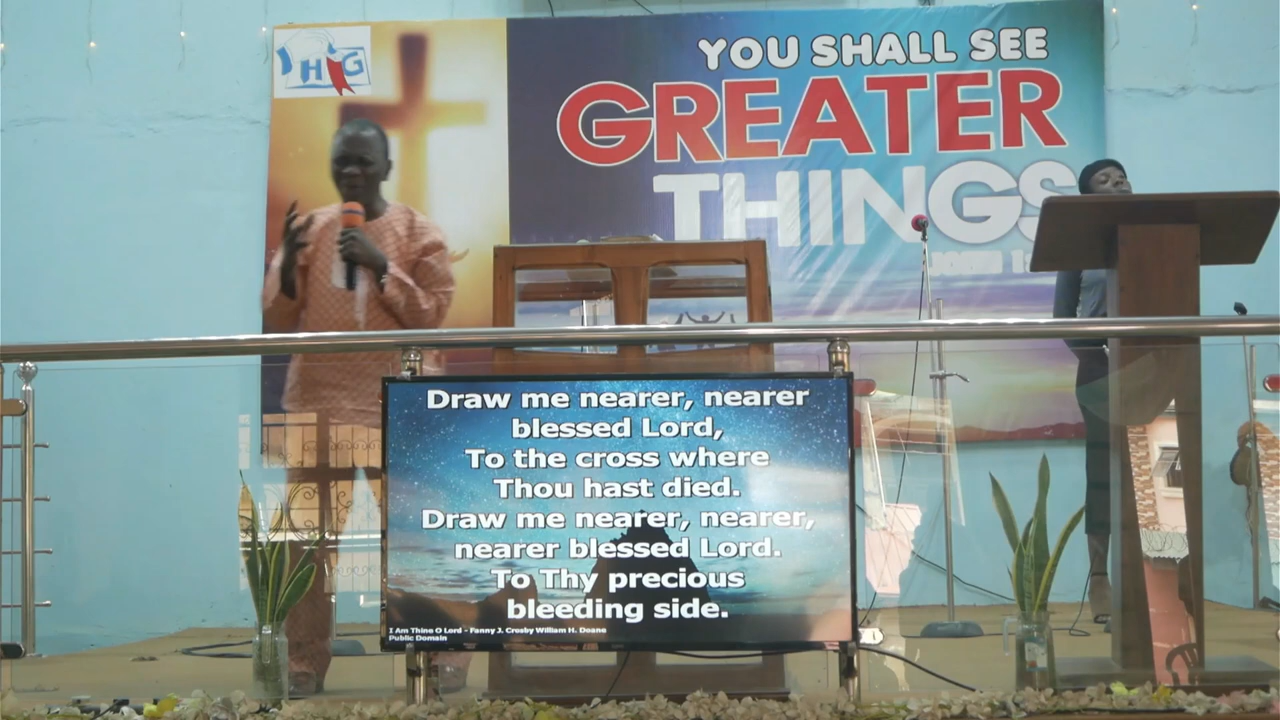 HG
YOU SHALL SEE
GREATER
THINGS
JOHN 1:
Draw me nearer, nearer
blessed Lord,
To the cross where
Thou hast died.
Draw me nearer, nearer,
nearer blessed Lord.
To Thy precious
bleeding side.
I Am Thine O Lord - Fanny J. Crosby William H. Doane
Public Domain